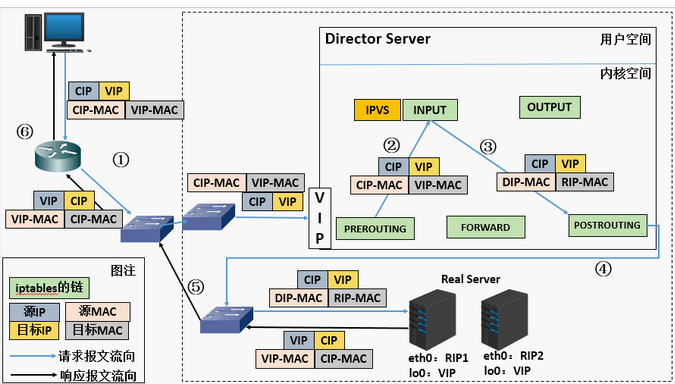 Director Server
用户空间
内核空间
IPVS
INPUT
OUTPUT
CIP VIP
CIP-MAC VIP-MAC
⑥
①
②
③
CIP VIP
CIP-MAC VIP-MAC
CIP VIP
DIP-MAC RIP-MAC
CIP-MAC VIP-MAC
CIP VIP
VIP
VIP CIP
VIP-MAC CIP-MAC
PREROUTING
FORWARD
POSTROUTING
④
⑤
图注
iptables的链
源IP
源MAC
目标IP
目标MAC
请求报文流向
响应报文流向
CIP VIP
DIP-MAC RIP-MAC
VIP CIP
VIP-MAC CIP-MAC
Real Server
eth0：RIP1
lo0：VIP
eth0：RIP2
lo0：VIP